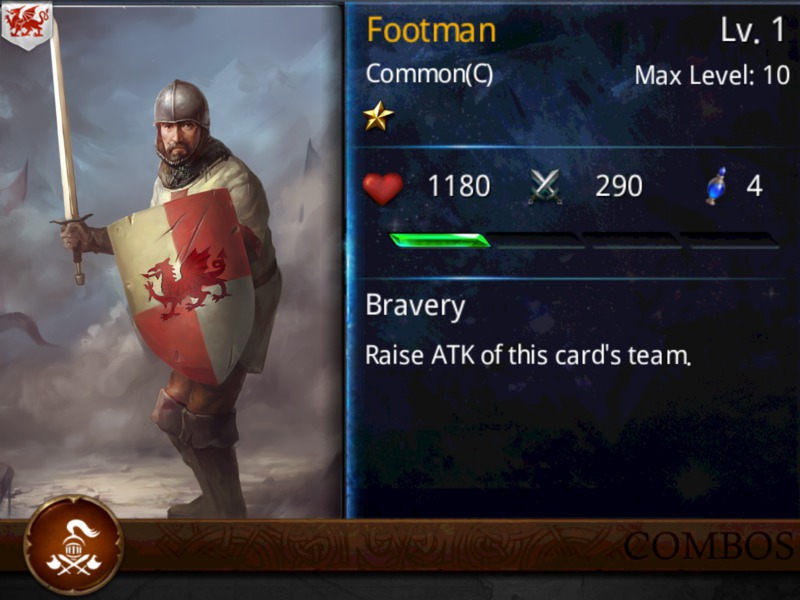 Footman Lv. 1
Common(C) Max Level: 10
1180 290 4
Bravery
Raise ATK of this card's team.
COMBOS